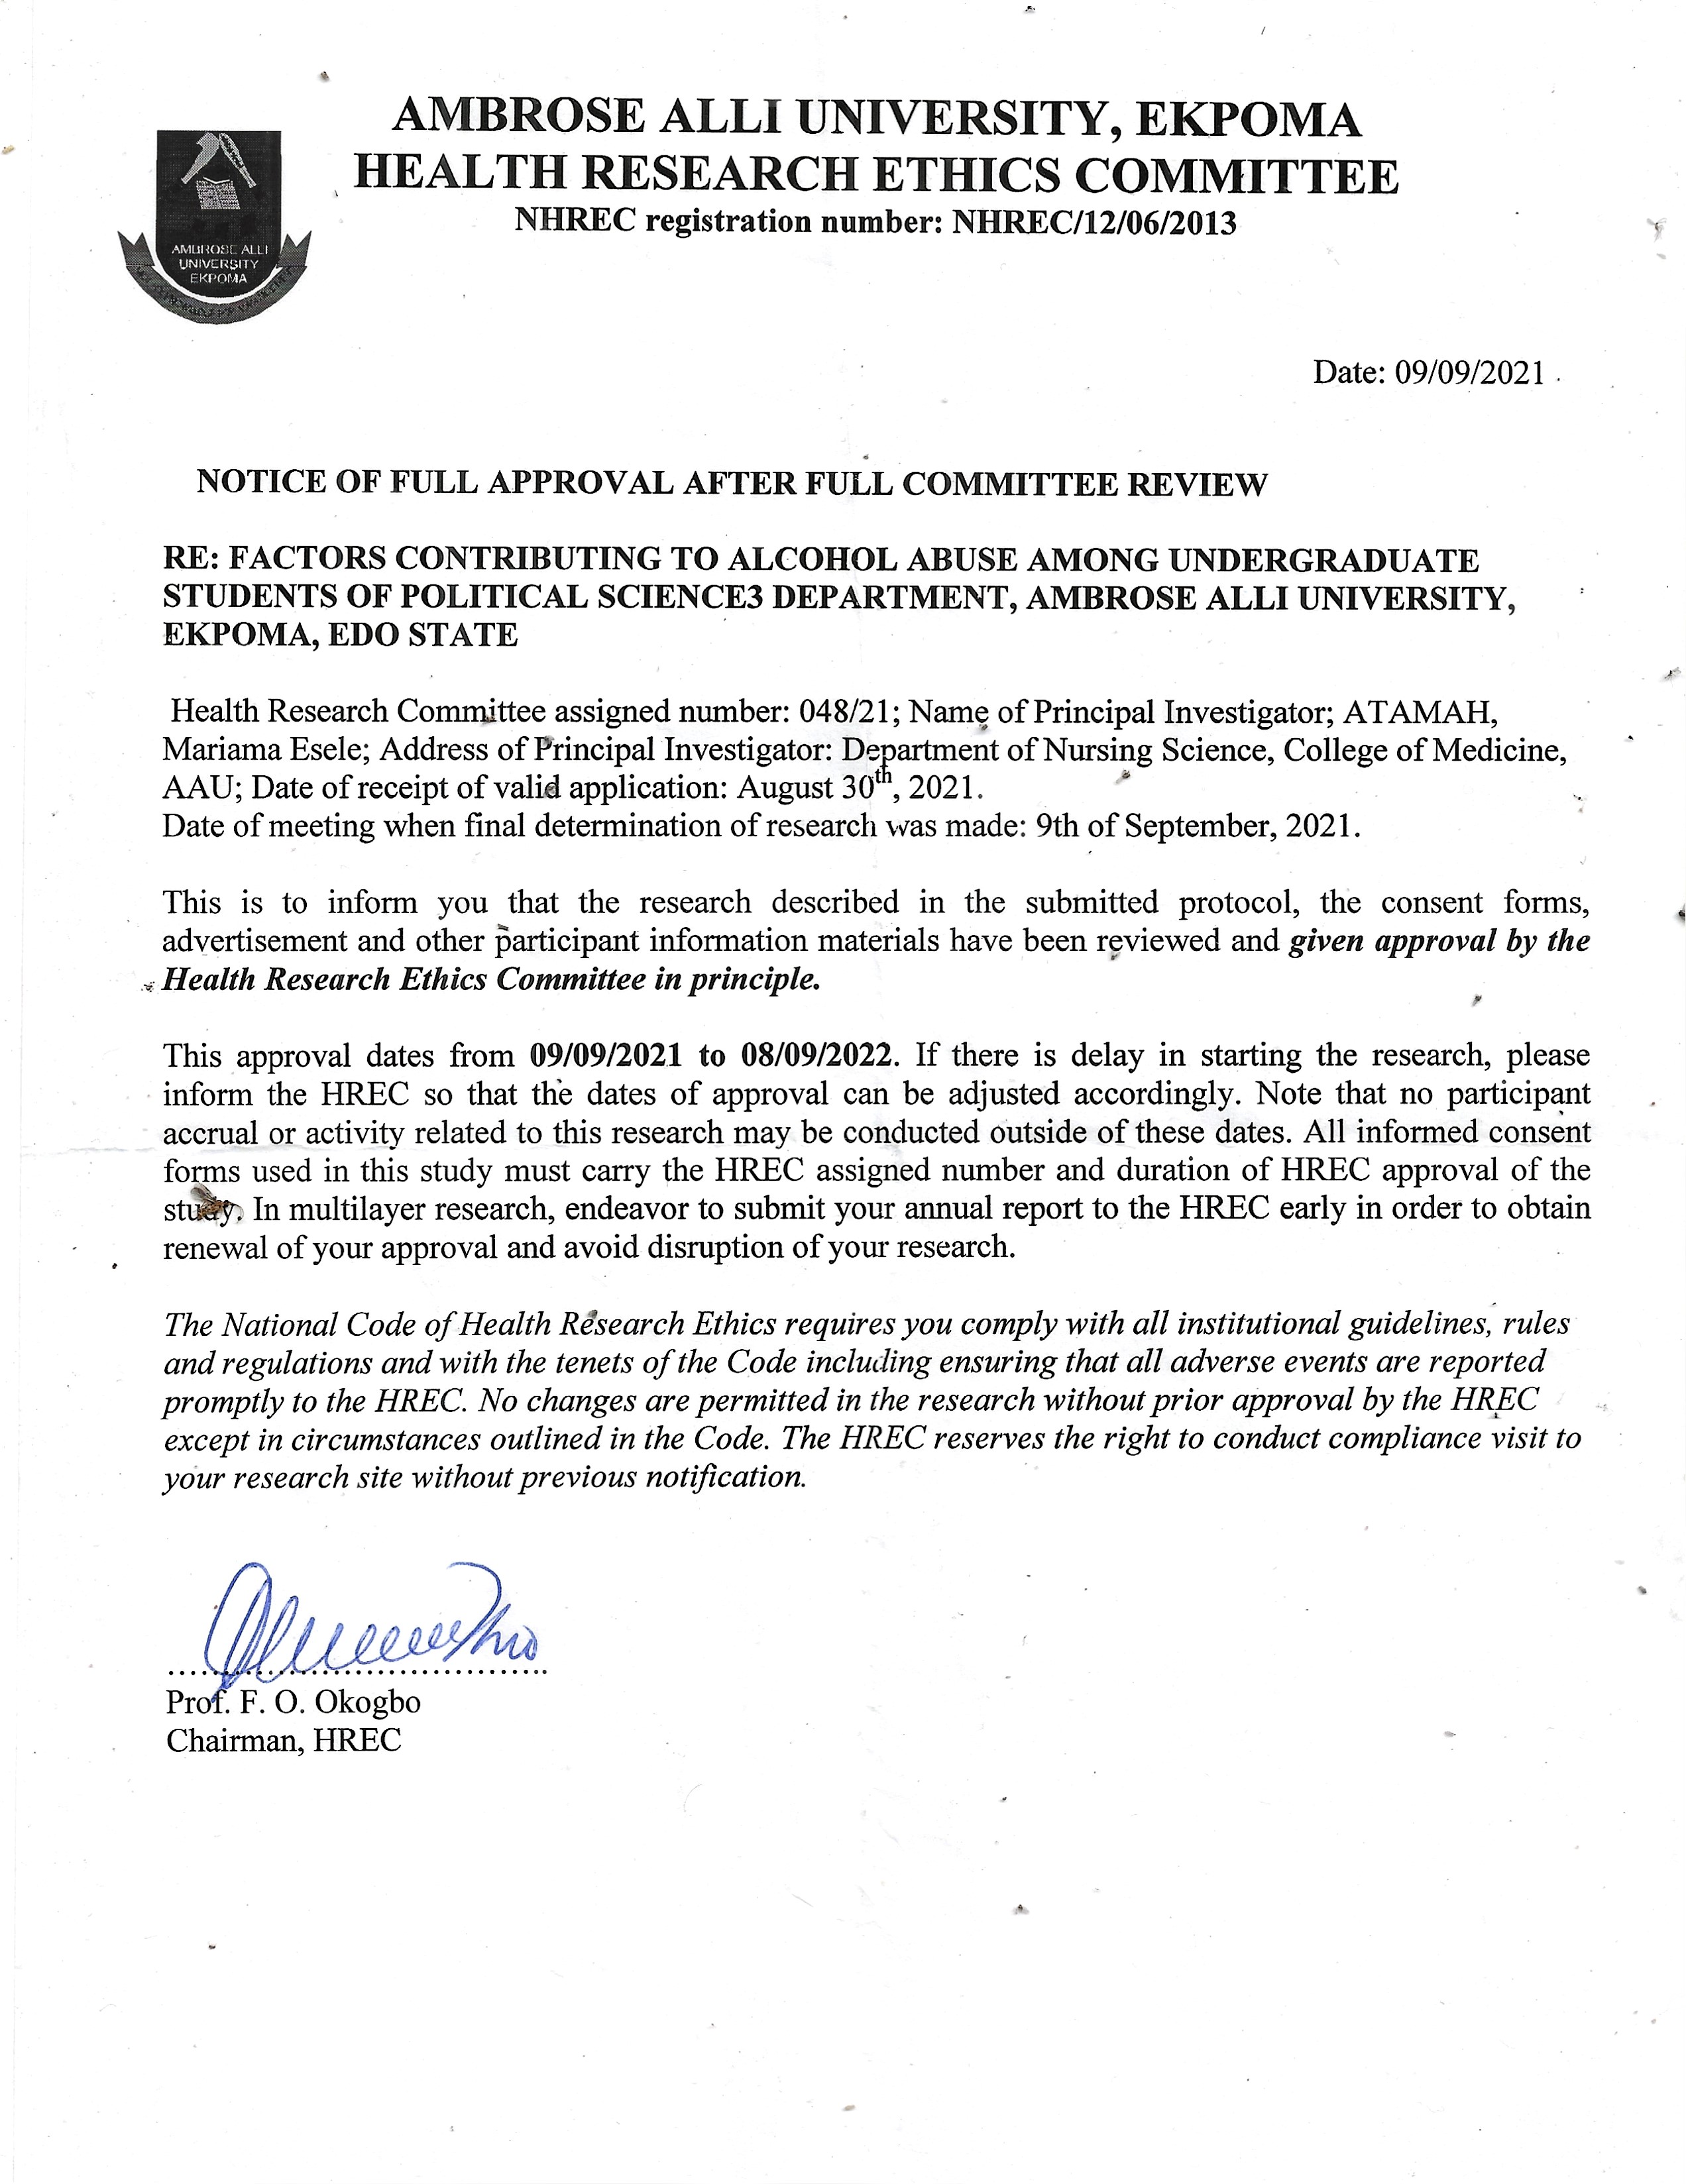 AMBROSE ALLI UNIVERSITY, EKPOMA
HEALTH RESEARCH ETHICS COMMITTEE
NHREC registration number: NHREC/12/06/2013
AMBROSE ALLI
UNIVERSITY
EKPOMA
Date: 09/09/2021
NOTICE OF FULL APPROVAL AFTER FULL COMMITTEE REVIEW
RE: FACTORS CONTRIBUTING TO ALCOHOL ABUSE AMONG UNDERGRADUATE
STUDENTS OF POLITICAL SCIENCE3 DEPARTMENT, AMBROSE ALLI UNIVERSITY,
EKPOMA, EDO STATE
Health Research Committee assigned number: 048/21; Name of Principal Investigator; ATAMAH,
Mariama Esele; Address of Principal Investigator: Department of Nursing Science, College of Medicine,
AAU; Date of receipt of valid application: August 30th, 2021.
Date of meeting when final determination of research was made: 9th of September, 2021.
This is to inform you that the research described in the submitted protocol, the consent forms,
advertisement and other participant information materials have been reviewed and given approval by the
Health Research Ethics Committee in principle.
This approval dates from 09/09/2021 to 08/09/2022. If there is delay in starting the research, please
inform the HREC so that the dates of approval can be adjusted accordingly. Note that no participant
accrual or activity related to this research may be conducted outside of these dates. All informed consent
forms used in this study must carry the HREC assigned number and duration of HREC approval of the
study. In multilayer research, endeavor to submit your annual report to the HREC early in order to obtain
renewal of your approval and avoid disruption of your research.
The National Code of Health Research Ethics requires you comply with all institutional guidelines, rules
and regulations and with the tenets of the Code including ensuring that all adverse events are reported
promptly to the HREC. No changes are permitted in the research without prior approval by the HREC
except in circumstances outlined in the Code. The HREC reserves the right to conduct compliance visit to
your research site without previous notification.
Prof. F. O. Okogbo
Chairman, HREC